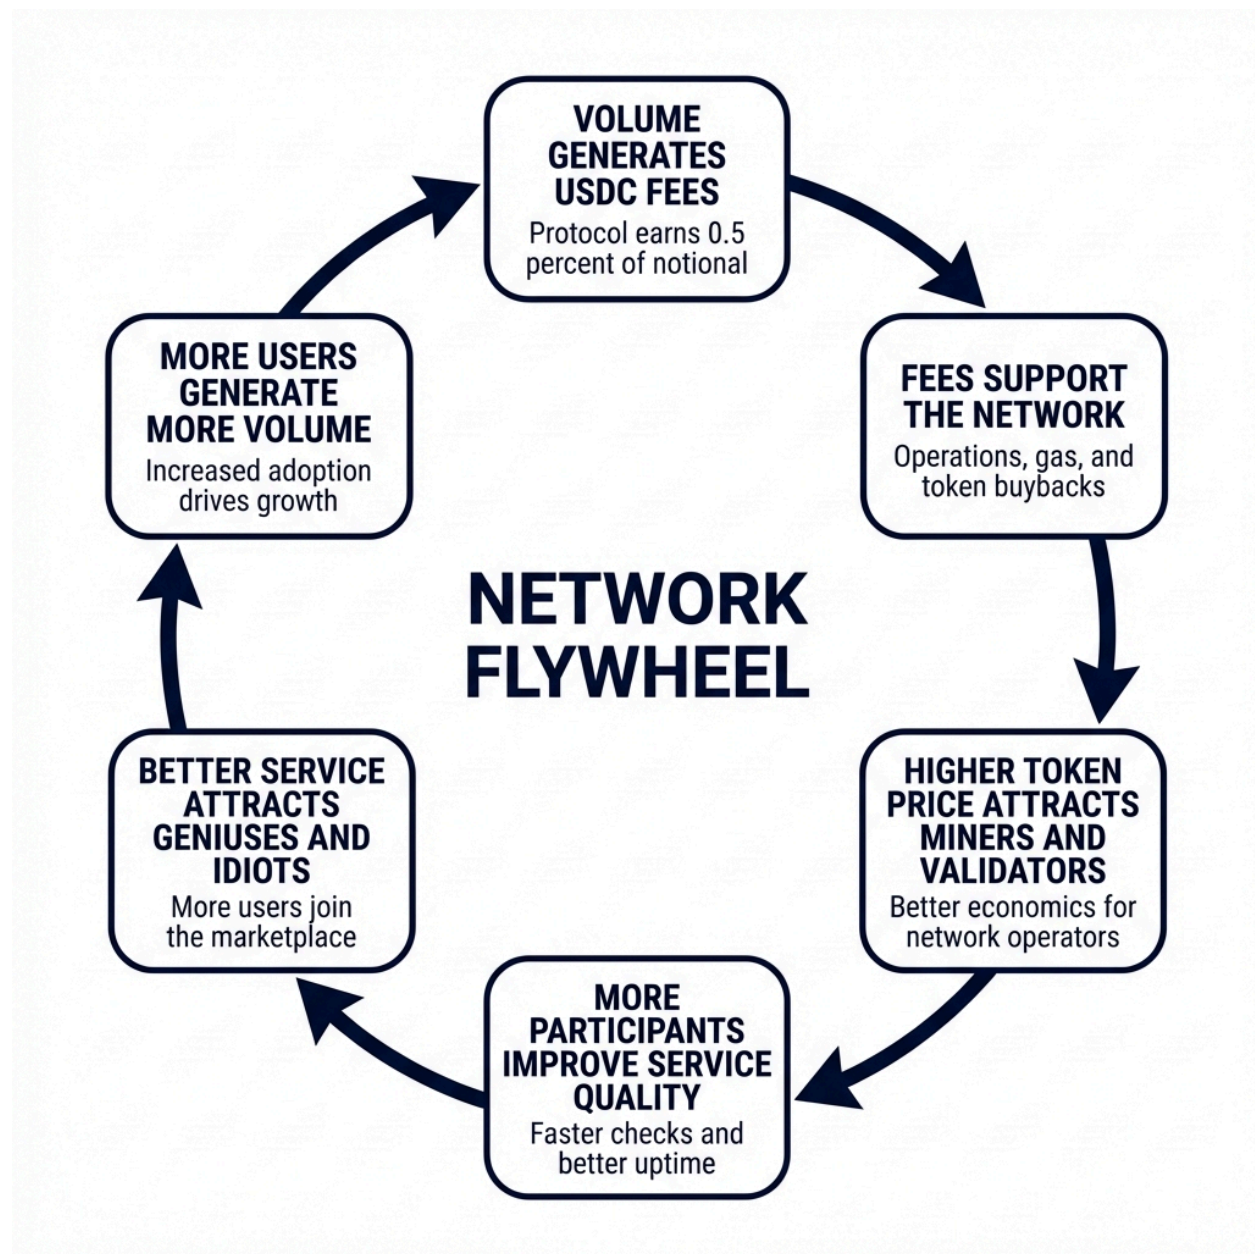 VOLUME
GENERATES
USDC FEES
Protocol earns 0.5
percent of notional
FEES SUPPORT
THE NETWORK
Operations, gas, and
token buybacks
HIGHER TOKEN
PRICE ATTRACTS
MINERS AND
VALIDATORS
Better economics for
network operators
MORE
PARTICIPANTS
IMPROVE SERVICE
QUALITY
Faster checks and
better uptime
BETTER SERVICE
ATTRACTS
GENIUSES AND
IDIOTS
More users join
the marketplace
MORE USERS
GENERATE
MORE VOLUME
Increased adoption
drives growth
NETWORK
FLYWHEEL